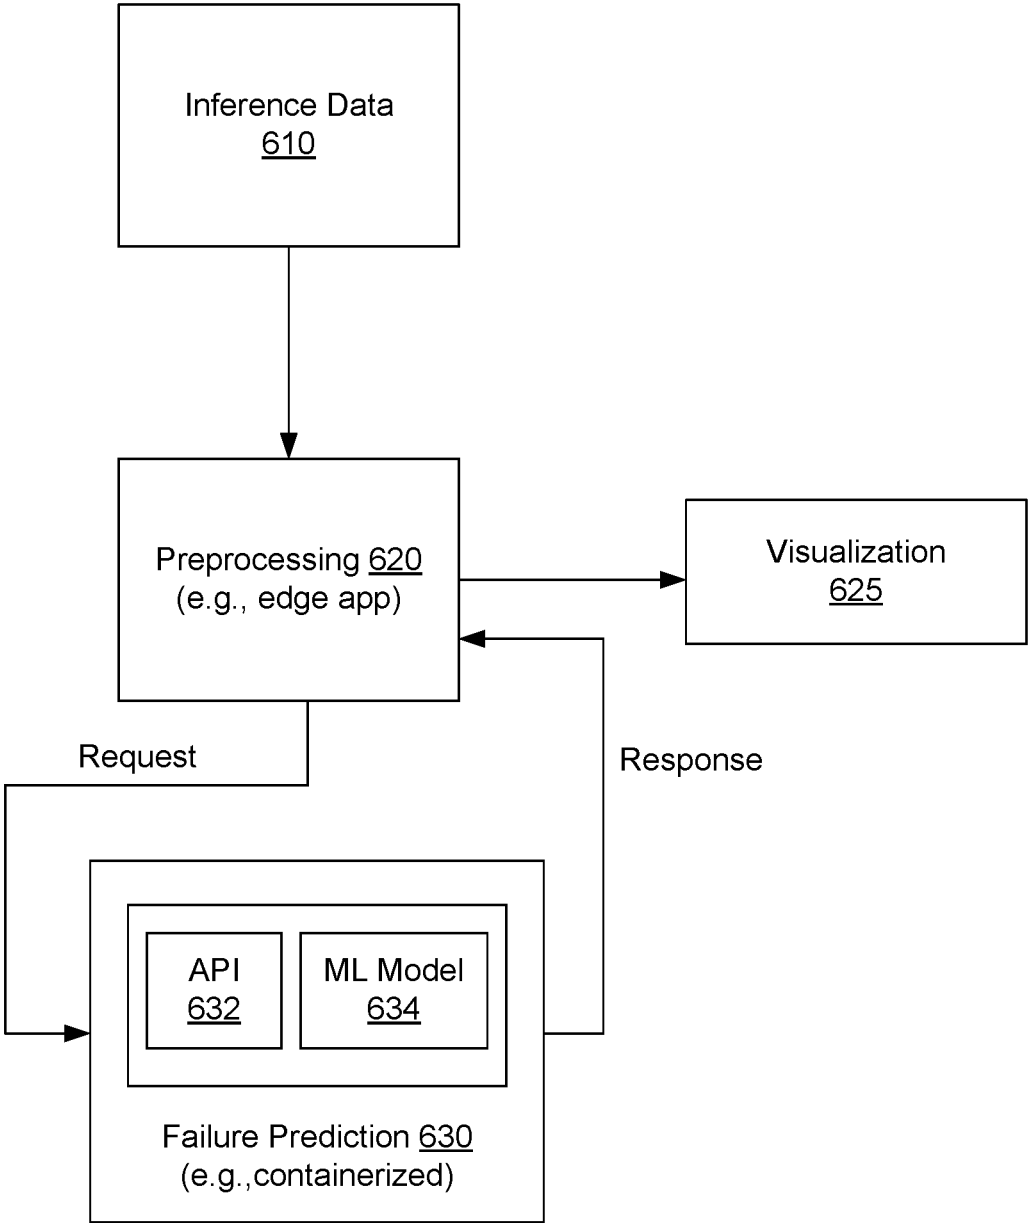 Inference Data
610
Preprocessing 620
(e.g., edge app)
Visualization
625
Request
Response
API
632
ML Model
634
Failure Prediction 630
(e.g.,containerized)